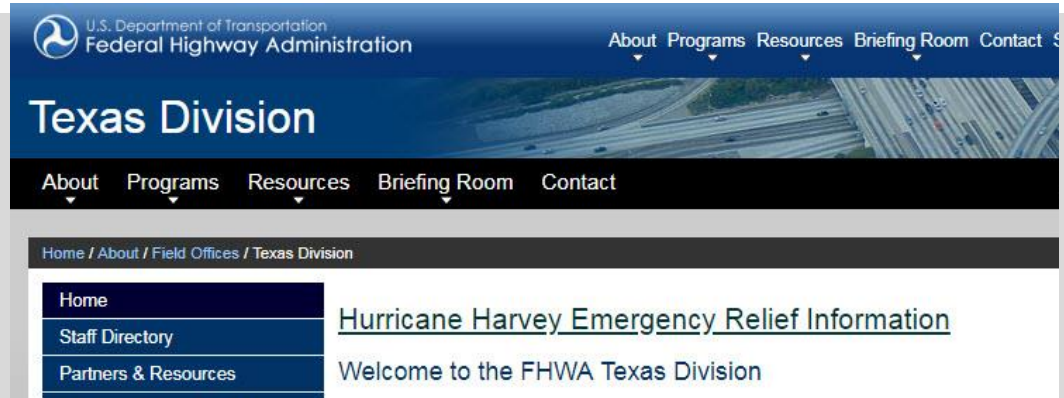 U.S. Department of Transportation
Federal Highway Administration
About Programs Resources Briefing Room Contact
Texas Division
About Programs Resources Briefing Room Contact
Home / About / Field Offices / Texas Division
Home
Staff Directory
Partners & Resources
Hurricane Harvey Emergency Relief Information
Welcome to the FHWA Texas Division